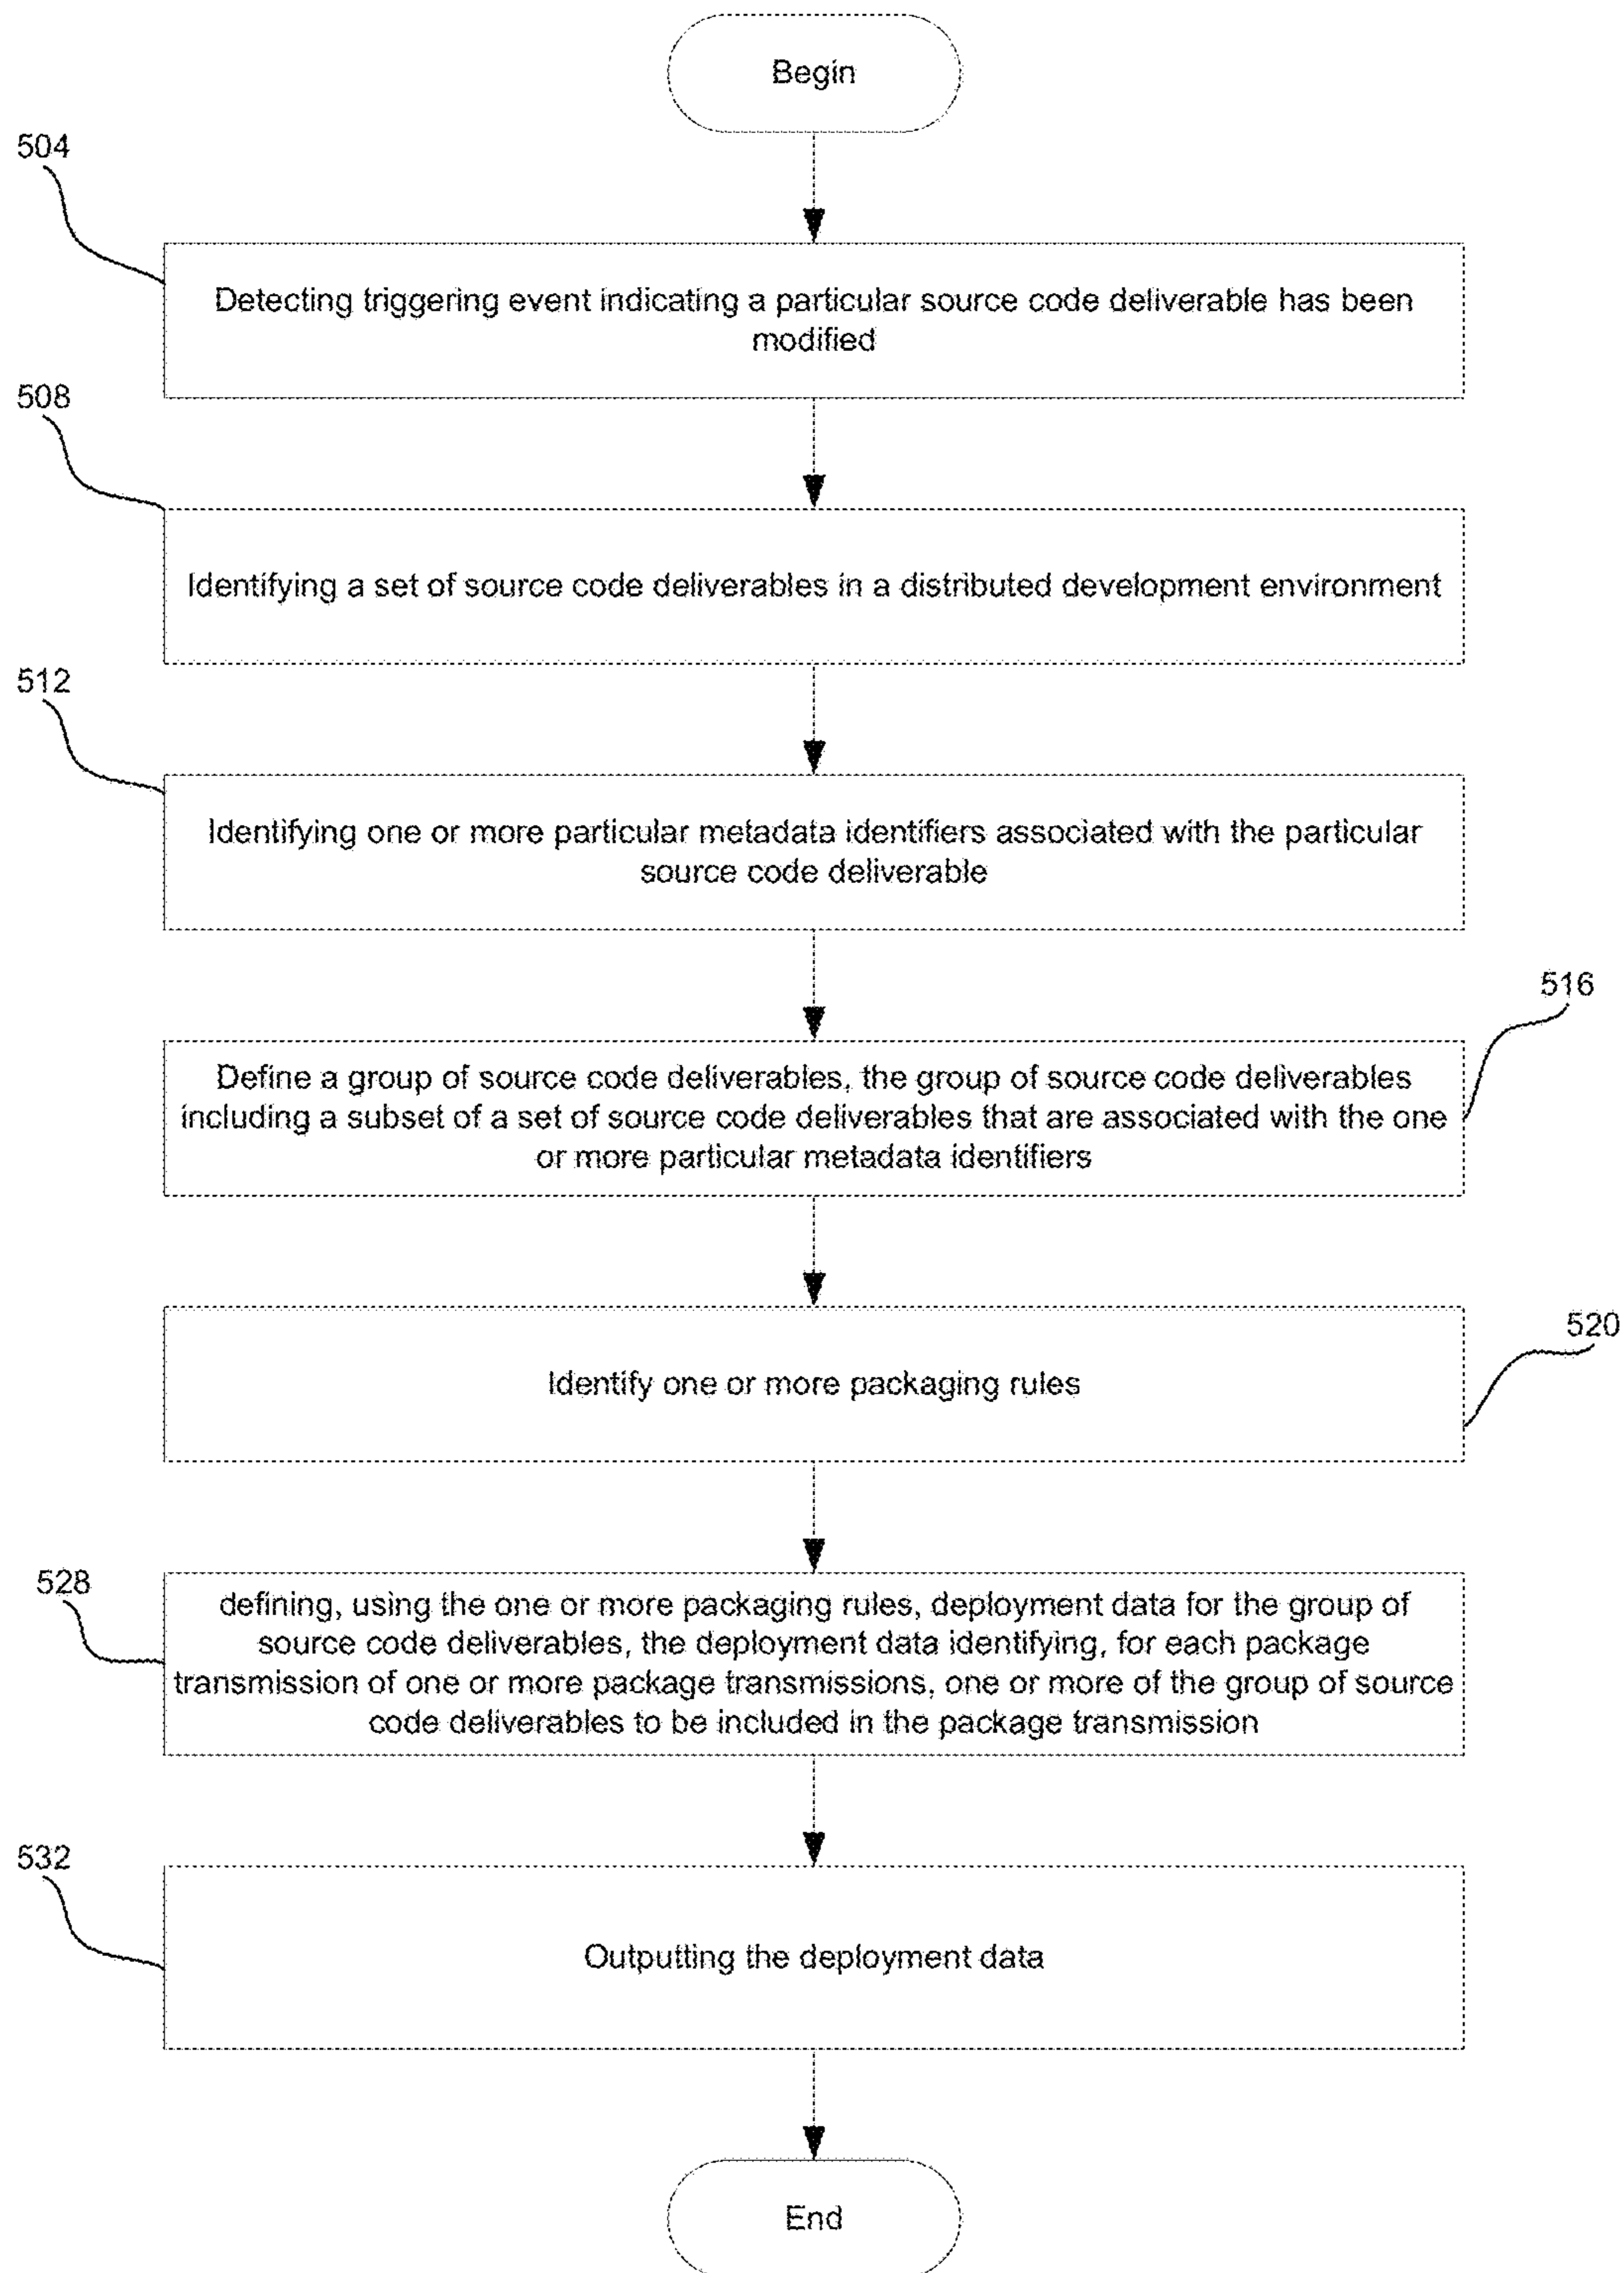 Begin
504
Detecting triggering event indicating a particular source code deliverable has been
modified
508
Identifying a set of source code deliverables in a distributed development environment
512
Identifying one or more particular metadata identifiers associated with the particular
source code deliverable
516
Define a group of source code deliverables, the group of source code deliverables
including a subset of a set of source code deliverables that are associated with the one
or more particular metadata identifiers
520
Identify one or more packaging rules
528
defining, using the one or more packaging rules, deployment data for the group of
source code deliverables, the deployment data identifying, for each package
transmission of one or more package transmissions, one or more of the group of source
code deliverables to be included in the package transmission
532
Outputting the deployment data
End